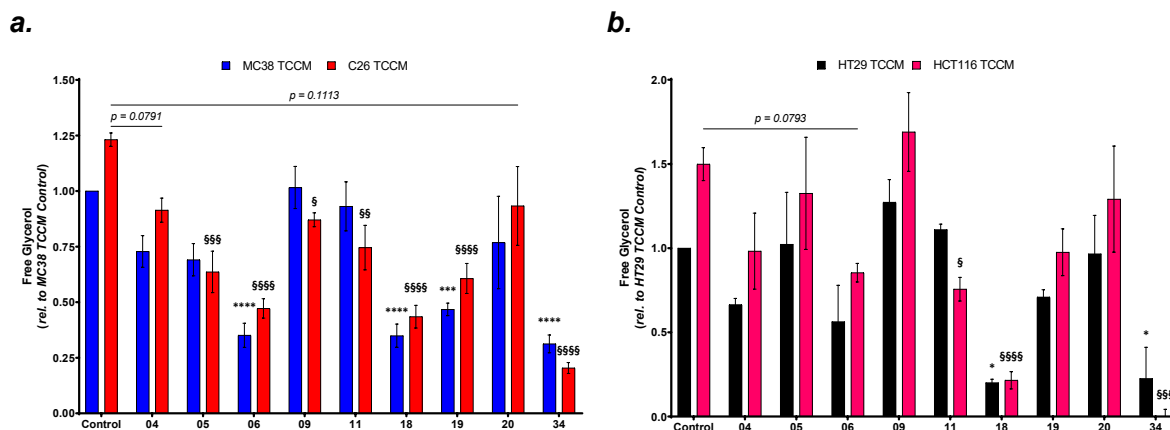 a.
MC38 TCCM C26 TCCM
p = 0.1113
p = 0.0791
Free Glycerol
(rel. to MC38 TCCM Control)
1.50
1.25
1.00
0.75
0.50
0.25
0.00
§§§
****
§§§§
§
§§
****
§§§§
***
§§§§
****
§§§§
Control 04 05 06 09 11 18 19 20 34
b.
HT29 TCCM HCT116 TCCM
p = 0.0793
Free Glycerol
(rel. to HT29 TCCM Control)
2.0
1.5
1.0
0.5
0.0
§
*
§§§§
*
Control 04 05 06 09 11 18 19 20 34